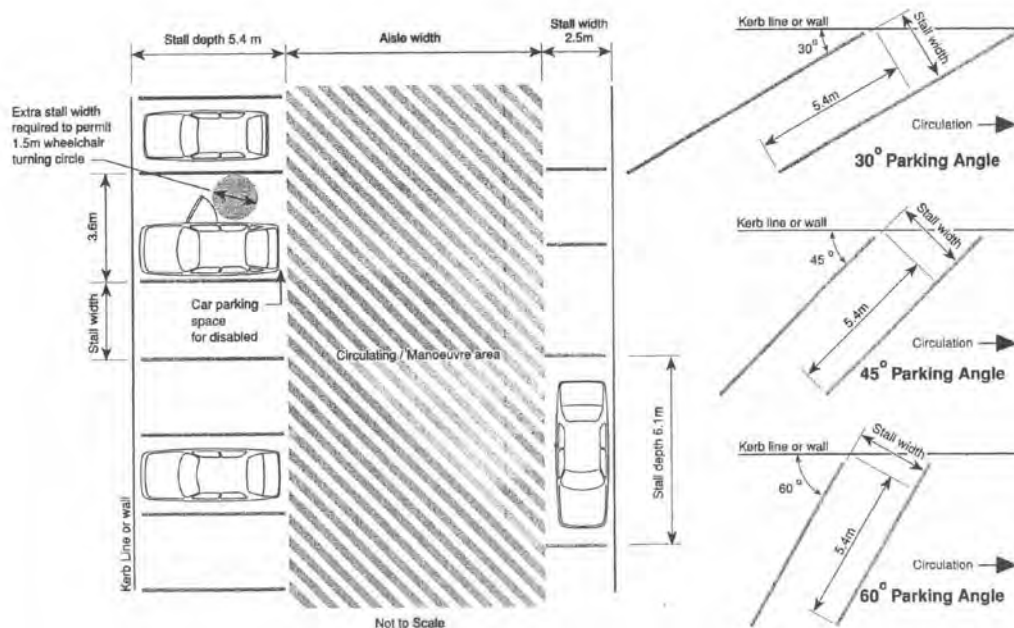 Stall depth 5.4 m
Aisle width
Stall width
2.5m
Extra stall width
required to permit
1.5m wheelchair
turning circle
3.6m
Stall width
Car parking
space
for disabled
Circulating / Manoeuvre area
Stall depth 6.1m
Kerb Line or wall
Not to Scale
Kerb line or wall
30°
Stall width
5.4m
Circulation
30° Parking Angle
Kerb line or wall
45°
Stall width
5.4m
Circulation
45° Parking Angle
Kerb line or wall
60°
Stall width
5.4m
Circulation
60° Parking Angle